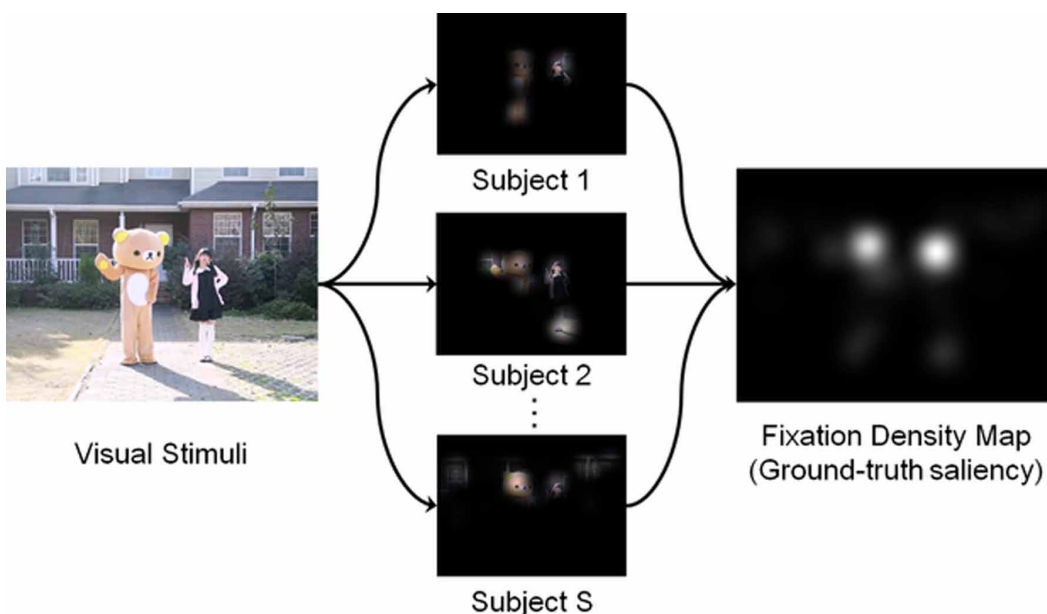 Subject 1
Subject 2
⋮
Subject S
Visual Stimuli
Fixation Density Map
(Ground-truth saliency)